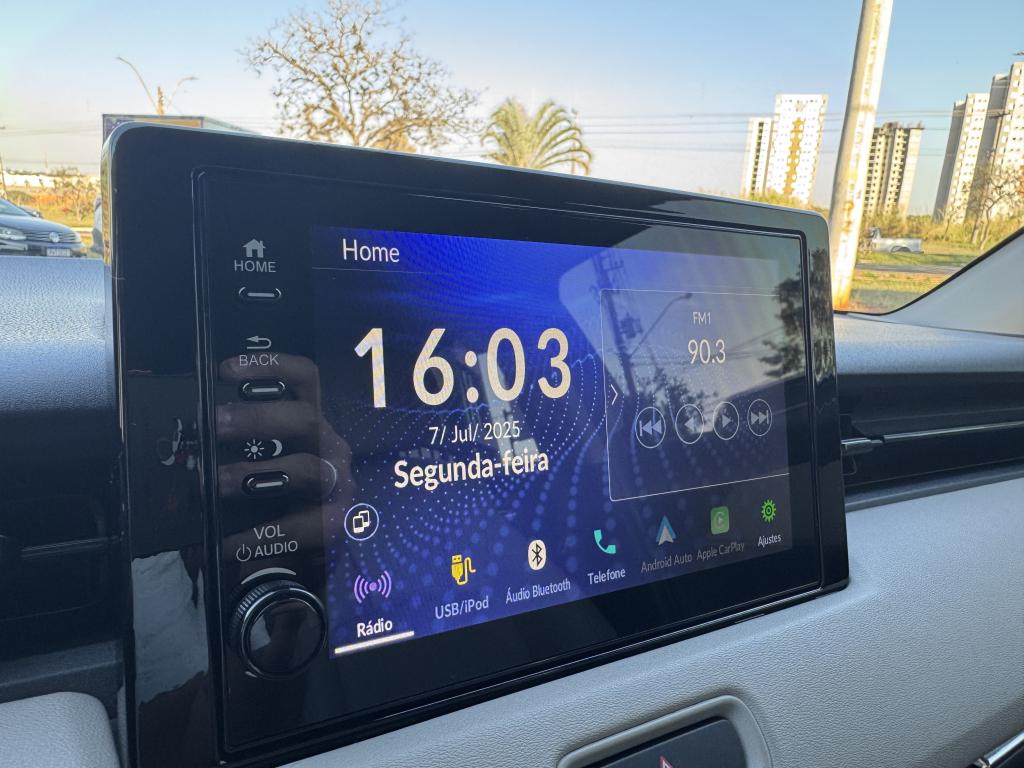 HOME
BACK
VOL
AUDIO
Home
16:03
7/ Jul/ 2025
Segunda-feira
FM1
90.3
Rádio
USB/iPod
Áudio Bluetooth
Telefone
Android Auto
Apple CarPlay
Ajustes